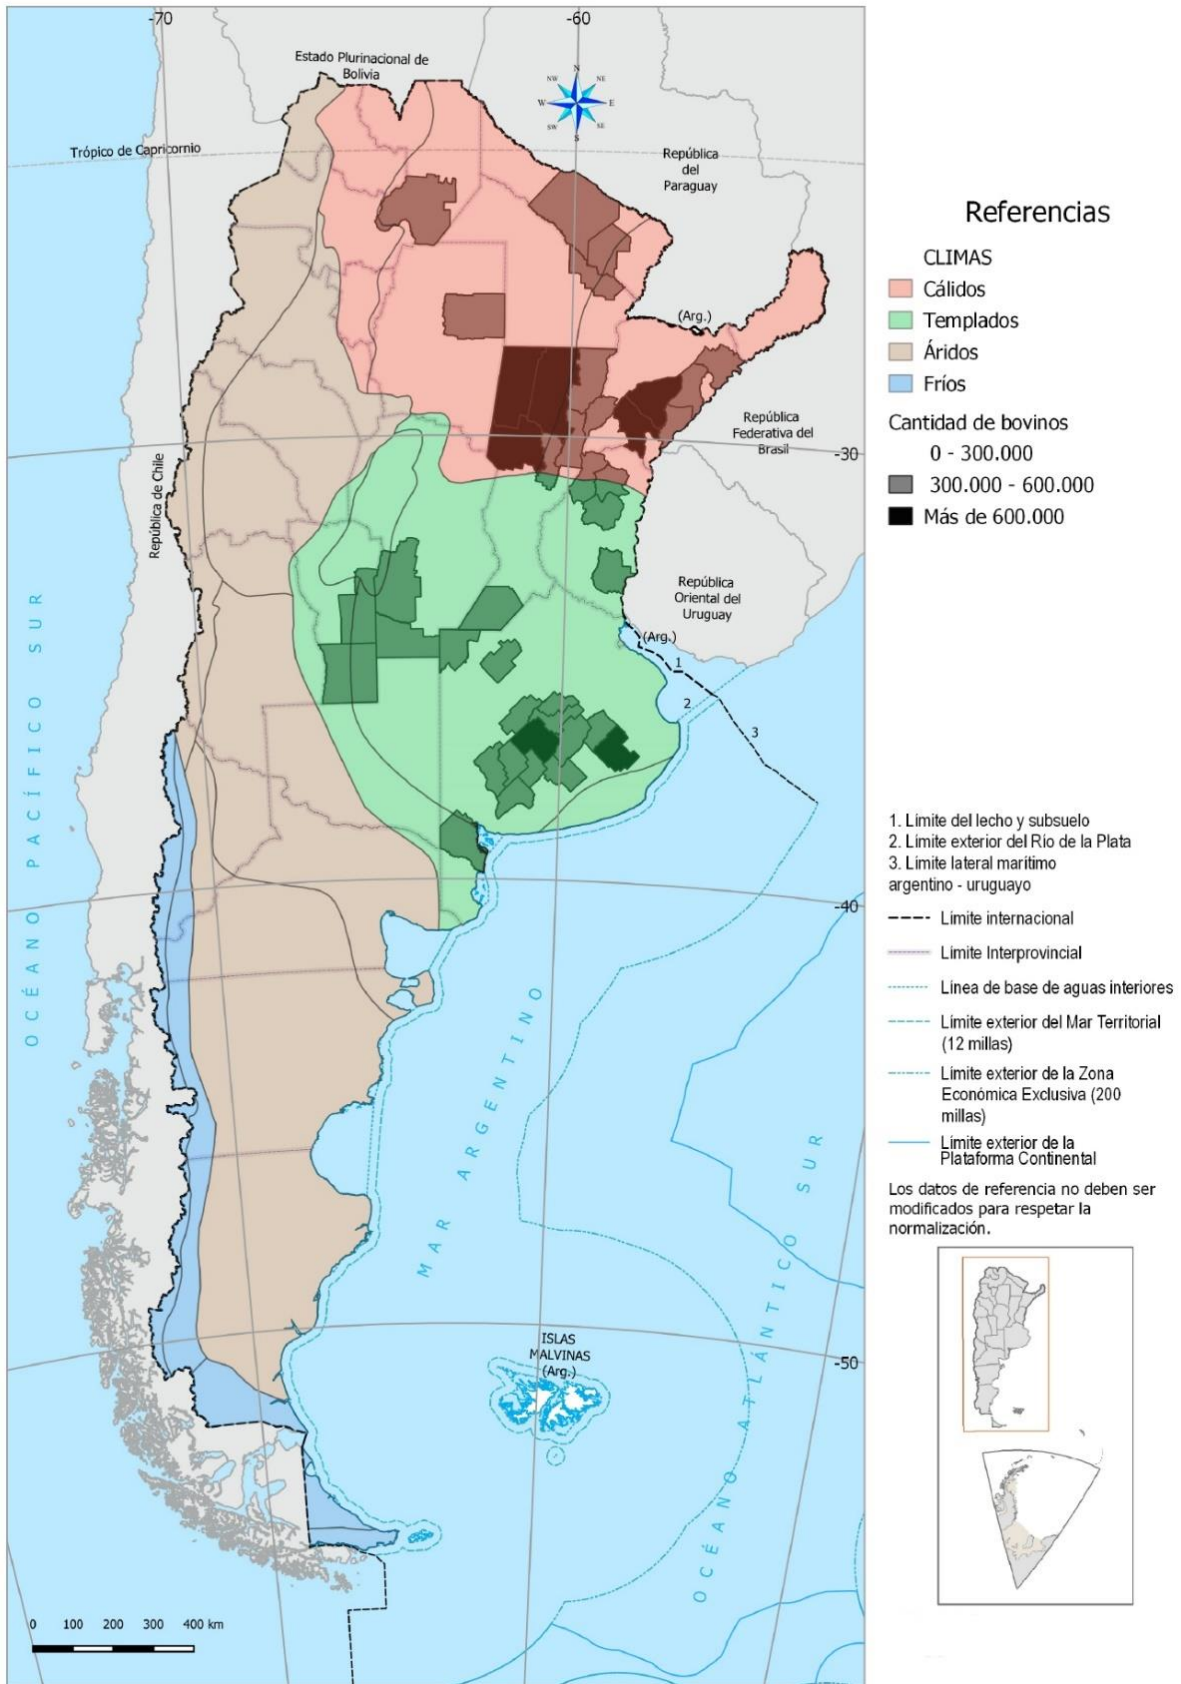 -70
-60
Estado Plurinacional de
Bolivia
N
NW
NE
W
E
SW
SE
S
Trópico de Capricornio
República
del
Paraguay
(Arg.)
República
Federativa del
Brasil
-30
República de Chile
República
Oriental del
Uruguay
(Arg.)
1
2
3
OCÉANO PACÍFICO SUR
-40
MAR ARGENTINO
OCÉANO ATLÁNTICO SUR
ISLAS
MALVINAS
(Arg.)
-50
0 100 200 300 400 km
Referencias
CLIMAS
Cálidos
Templados
Áridos
Fríos
Cantidad de bovinos
0 - 300.000
300.000 - 600.000
Más de 600.000
1. Límite del lecho y subsuelo
2. Límite exterior del Río de la Plata
3. Límite lateral marítimo
argentino - uruguayo
Límite internacional
Límite Interprovincial
Línea de base de aguas interiores
Límite exterior del Mar Territorial
(12 millas)
Límite exterior de la Zona
Económica Exclusiva (200
millas)
Límite exterior de la
Plataforma Continental
Los datos de referencia no deben ser
modificados para respetar la
normalización.